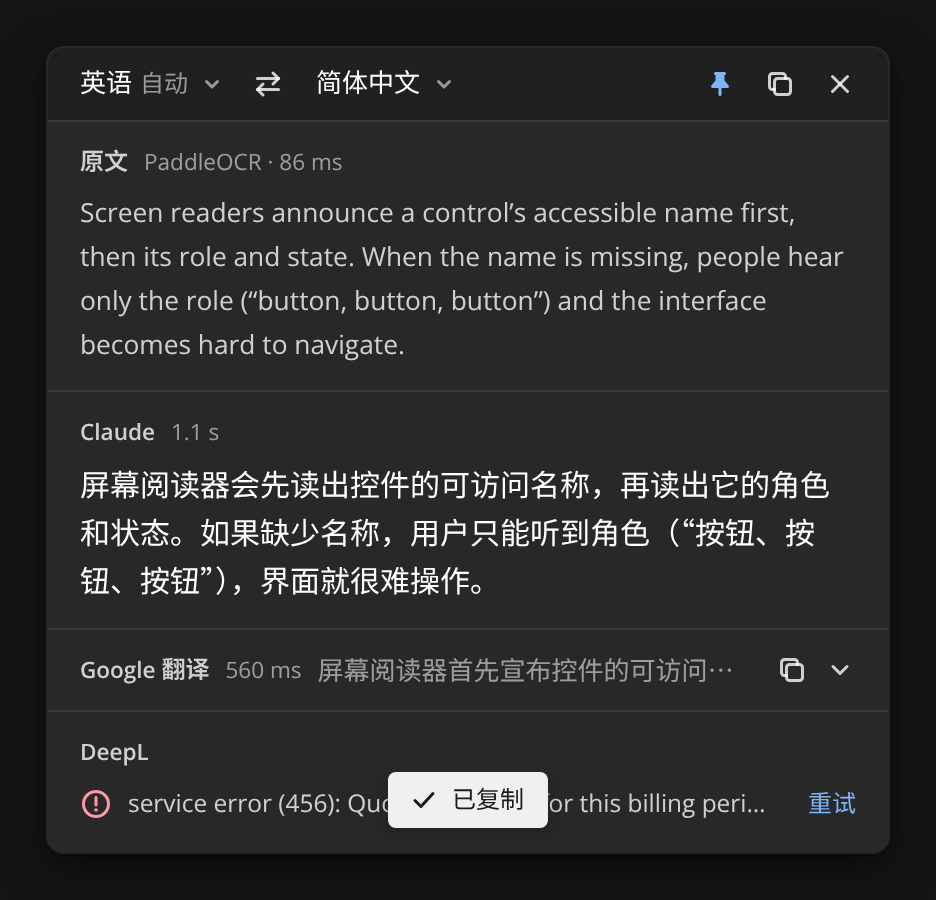 英语 自动 简体中文
原文 PaddleOCR · 86 ms
Screen readers announce a control’s accessible name first,
then its role and state. When the name is missing, people hear
only the role (“button, button, button”) and the interface
becomes hard to navigate.
Claude 1.1 s
屏幕阅读器会先读出控件的可访问名称，再读出它的角色
和状态。如果缺少名称，用户只能听到角色（“按钮、按
钮、按钮”），界面就很难操作。
Google 翻译 560 ms 屏幕阅读器首先宣布控件的可访问…
DeepL
service error (456): for this billing peri... 重试
已复制